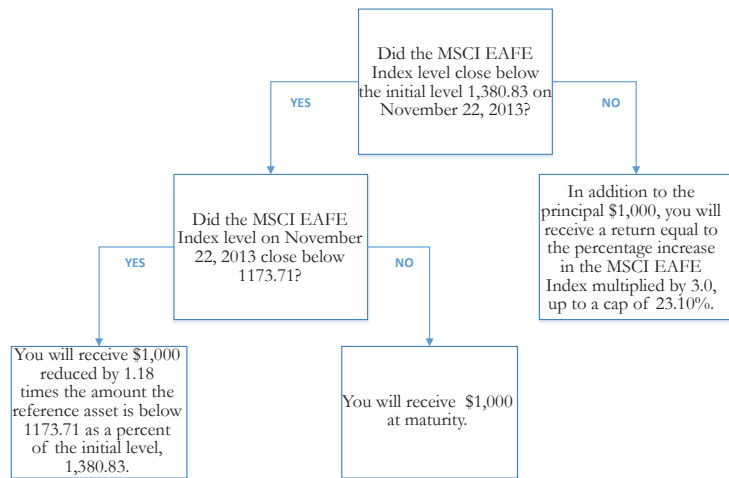 Did the MSCI EAFE
Index level close below
the initial level 1,380.83 on
November 22, 2013?
YES
NO
Did the MSCI EAFE
Index level on November
22, 2013 close below
1173.71?
In addition to the
principal $1,000, you will
receive a return equal to
the percentage increase
in the MSCI EAFE
Index multiplied by 3.0,
up to a cap of 23.10%.
YES
NO
You will receive $1,000
reduced by 1.18
times the amount the
reference asset is below
1173.71 as a percent
of the initial level,
1,380.83.
You will receive $1,000
at maturity.